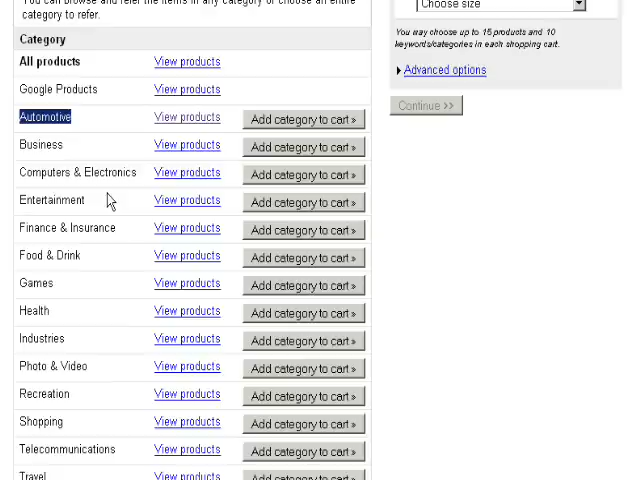 You can browse and refer the items in any category or choose an entire
category to refer.
Category
All products View products
Google Products View products
Automotive View products Add category to cart »
Business View products Add category to cart »
Computers & Electronics View products Add category to cart »
Entertainment View products Add category to cart »
Finance & Insurance View products Add category to cart »
Food & Drink View products Add category to cart »
Games View products Add category to cart »
Health View products Add category to cart »
Industries View products Add category to cart »
Photo & Video View products Add category to cart »
Recreation View products Add category to cart »
Shopping View products Add category to cart »
Telecommunications View products Add category to cart »
Travel View products Add category to cart »
Choose size
You may choose up to 15 products and 10
keywords/categories in each shopping cart.
Advanced options
Continue >>